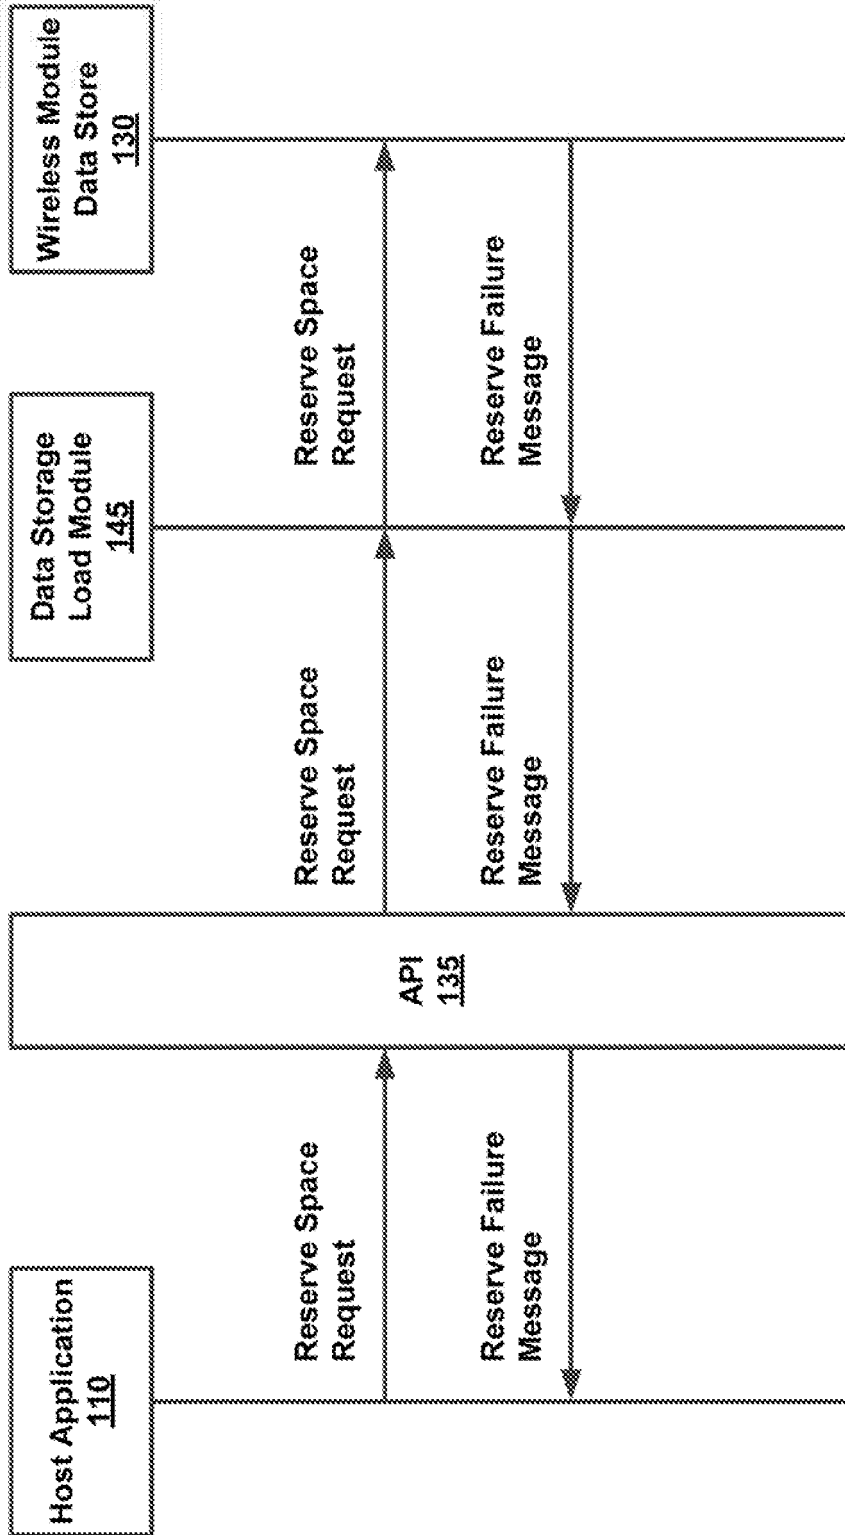 Host Application
110
API
135
Data Storage
Load Module
145
Wireless Module
Data Store
130
Reserve Space
Request
Reserve Space
Request
Reserve Space
Request
Reserve Failure
Message
Reserve Failure
Message
Reserve Failure
Message